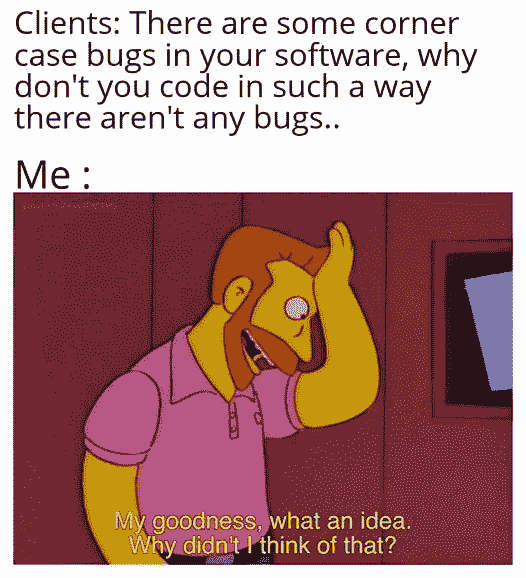 Clients: There are some corner
case bugs in your software, why
don't you code in such a way
there aren't any bugs..
Me :
My goodness, what an idea.
Why didn't I think of that?